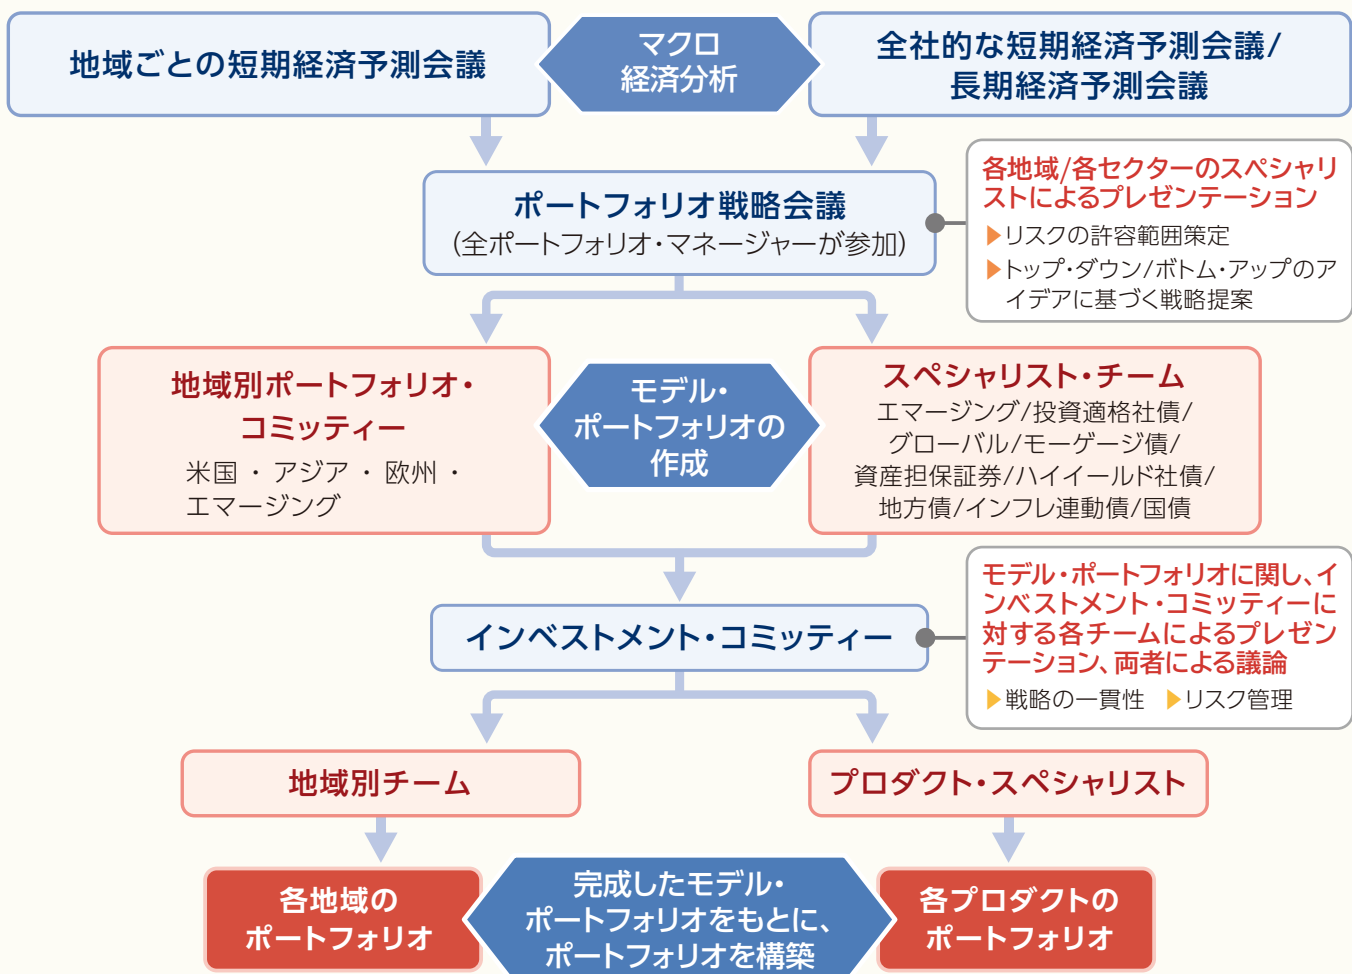 地域ごとの短期経済予測会議
マクロ
経済分析
全社的な短期経済予測会議/
長期経済予測会議
ポートフォリオ戦略会議
(全ポートフォリオ・マネージャーが参加)
各地域/各セクターのスペシャリ
ストによるプレゼンテーション
▶リスクの許容範囲策定
▶トップ・ダウン/ボトム・アップのア
イデアに基づく戦略提案
地域別ポートフォリオ・
コミッティー
米国 ・ アジア ・ 欧州 ・
エマージング
モデル・
ポートフォリオの
作成
スペシャリスト・チーム
エマージング/投資適格社債/
グローバル/モーゲージ債/
資産担保証券/ハイイールド社債/
地方債/インフレ連動債/国債
インベストメント・コミッティー
モデル・ポートフォリオに関し、イ
ンベストメント・コミッティーに
対する各チームによるプレゼン
テーション、両者による議論
▶戦略の一貫性 ▶リスク管理
地域別チーム
プロダクト・スペシャリスト
各地域の
ポートフォリオ
完成したモデル・
ポートフォリオをもとに、
ポートフォリオを構築
各プロダクトの
ポートフォリオ